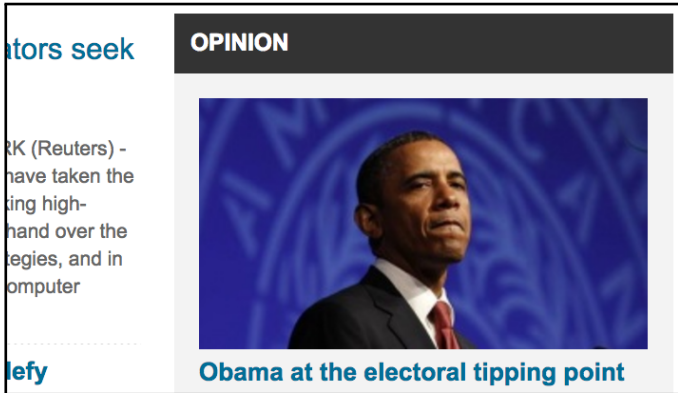 ators seek
RK (Reuters) -
have taken the
king high-
hand over the
tegies, and in
omputer
defy
OPINION
Obama at the electoral tipping point